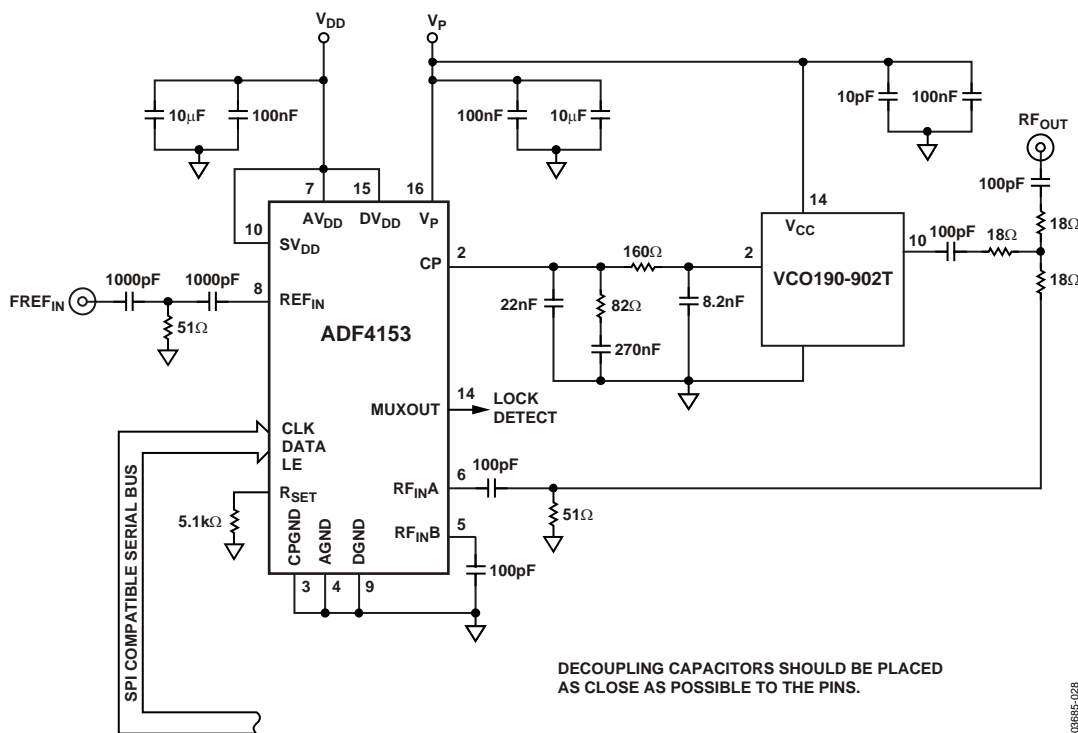 VDD
VP
10μF
100nF
100nF
10μF
10pF
100nF
RFOUT
100pF
7
15
16
14
AVDD
DVDD
VP
VCC
18Ω
10
SVDD
2
CP
160Ω
2
VCO190-902T
10
100pF
18Ω
18Ω
FREFIN
1000pF
1000pF
8
REFIN
51Ω
ADF4153
22nF
82Ω
8.2nF
270nF
MUXOUT
14
LOCK
DETECT
CLK
DATA
LE
SPI COMPATIBLE SERIAL BUS
RFINA
6
100pF
51Ω
RSET
5.1kΩ
RFINB
5
100pF
CPGND
AGND
DGND
3
4
9
DECOUPLING CAPACITORS SHOULD BE PLACED
AS CLOSE AS POSSIBLE TO THE PINS.
03685-028